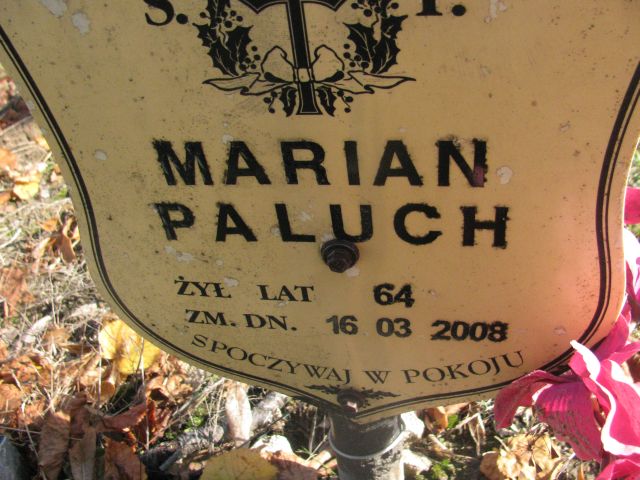 Ś. P.
MARIAN
PALUCH
ŻYŁ LAT 64
ZM. DN. 16 03 2008
SPOCZYWAJ W POKOJU